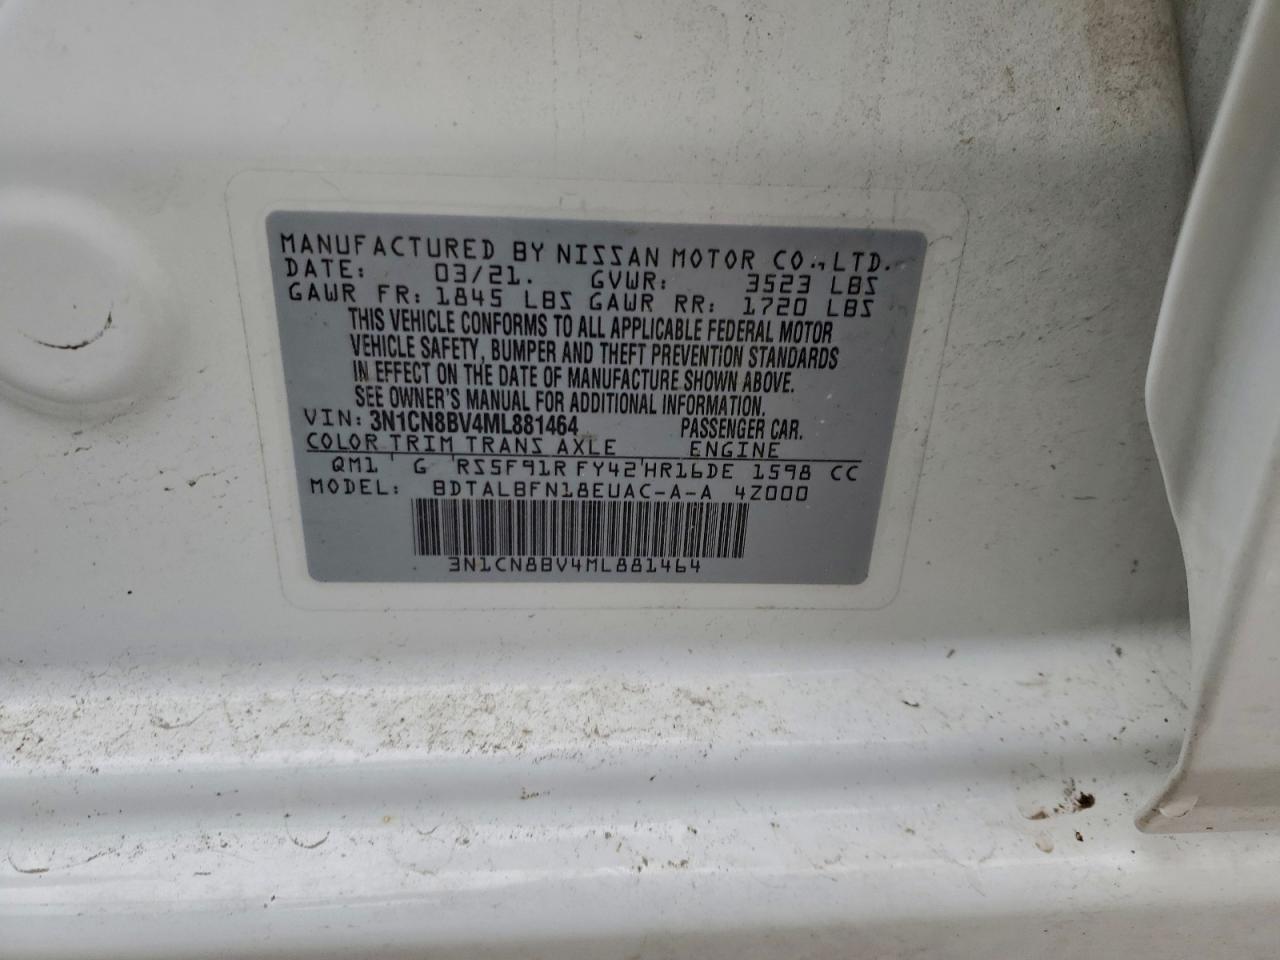 MANUFACTURED BY NISSAN MOTOR CO., LTD.
DATE: 03/21. GVWR: 3523 LBS
GAWR FR: 1845 LBS GAWR RR: 1720 LBS
THIS VEHICLE CONFORMS TO ALL APPLICABLE FEDERAL MOTOR
VEHICLE SAFETY, BUMPER AND THEFT PREVENTION STANDARDS
IN EFFECT ON THE DATE OF MANUFACTURE SHOWN ABOVE.
SEE OWNER'S MANUAL FOR ADDITIONAL INFORMATION.
VIN: 3N1CN8BV4ML881464 PASSENGER CAR.
COLOR TRIM TRANS AXLE ENGINE
QM1 G RS5F91R FY42 HR16DE 1598 CC
MODEL: BDTALBFN18EUAC-A-A 4Z000
3N1CN8BV4ML881464